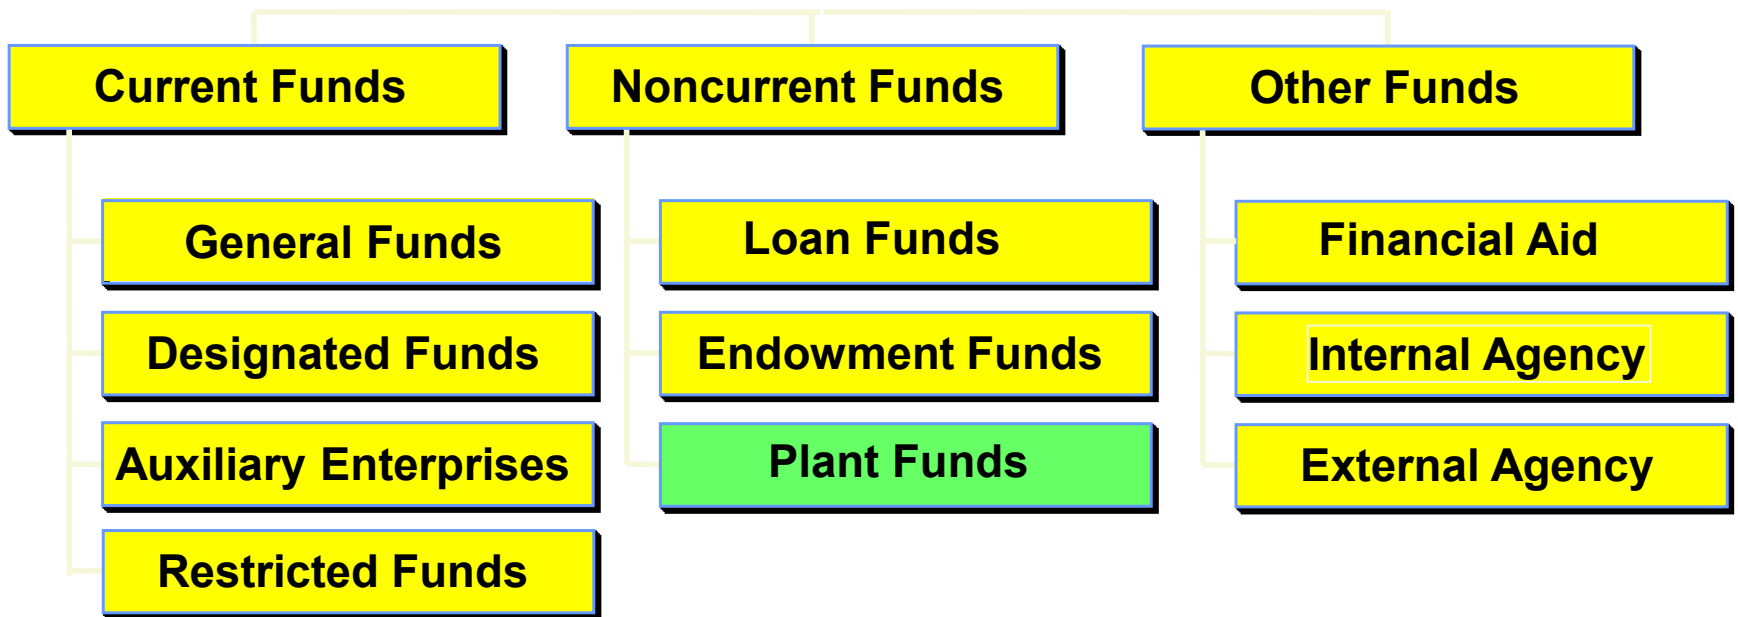 Current Funds
General Funds
Designated Funds
Auxiliary Enterprises
Restricted Funds
Noncurrent Funds
Loan Funds
Endowment Funds
Plant Funds
Other Funds
Financial Aid
Internal Agency
External Agency